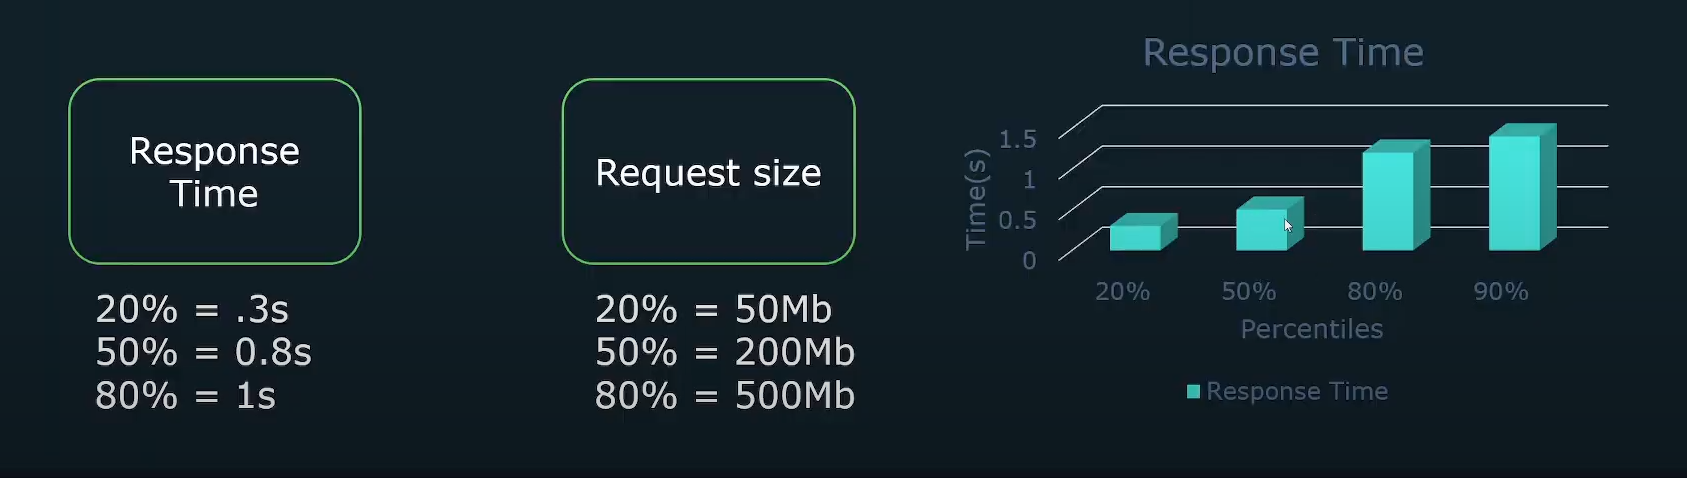 Response
Time
20% = .3s
50% = 0.8s
80% = 1s
Request size
20% = 50Mb
50% = 200Mb
80% = 500Mb
Response Time
Time(s)
1.5
1
0.5
0
20% 50% 80% 90%
Percentiles
Response Time